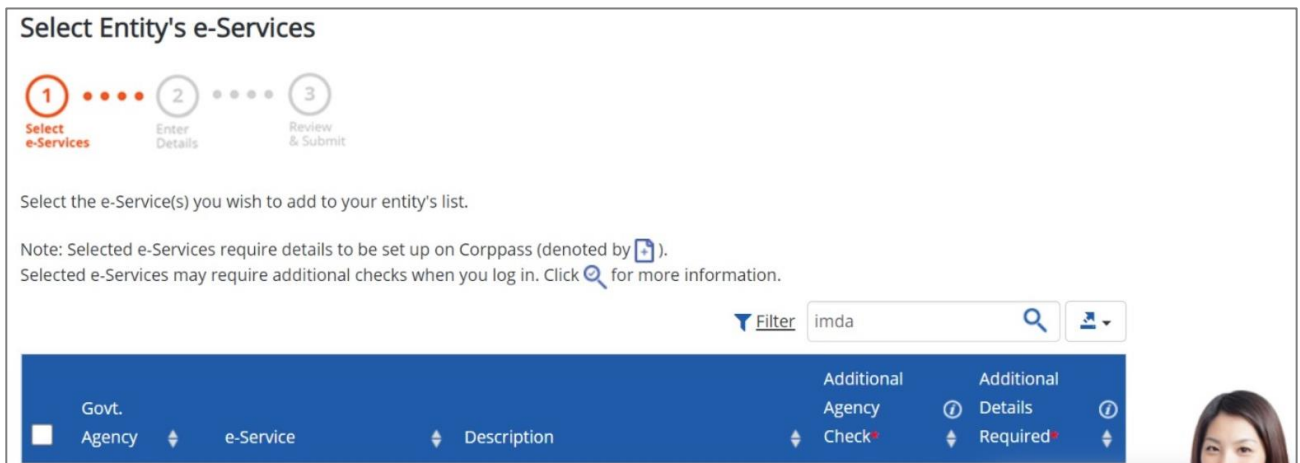 Select Entity's e-Services
1 2 3
Select Enter Review
e-Services Details & Submit
Select the e-Service(s) you wish to add to your entity's list.
Note: Selected e-Services require details to be set up on Corppass (denoted by ).
Selected e-Services may require additional checks when you log in. Click for more information.
Filter imda
Additional Additional
Govt. Agency Details
Agency e-Service Description Check* Required*